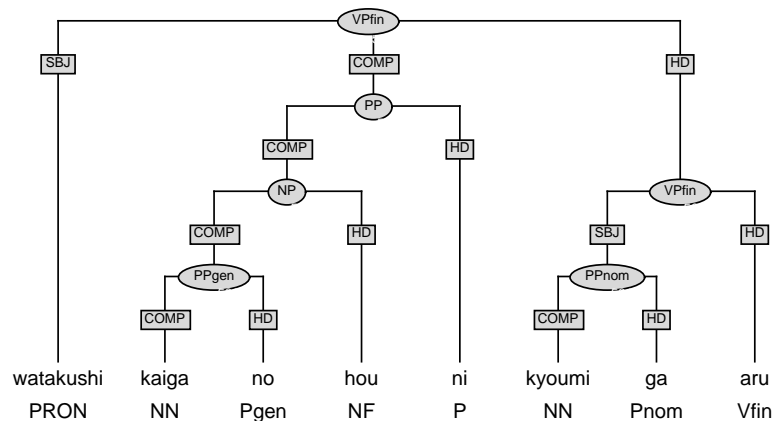 VPfin
SBJ COMP HD
PP
COMP HD
NP VPfin
COMP HD SBJ HD
PPgen PPnom
COMP HD COMP HD
watakushi kaiga no hou ni kyoumi ga aru
PRON NN Pgen NF P NN Pnom Vfin